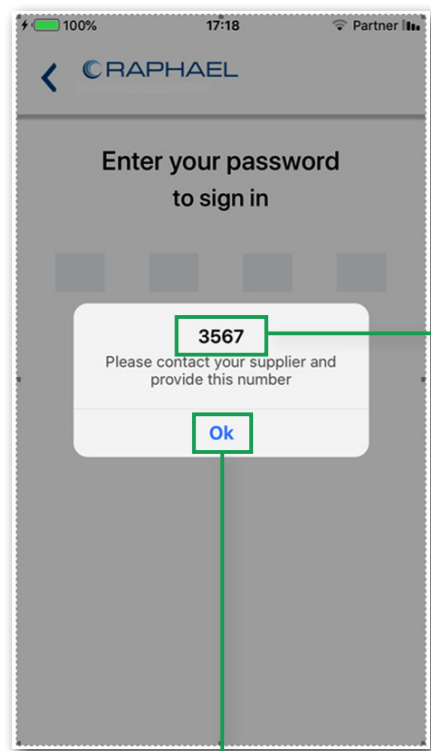 100% 17:18 Partner
RAPHAEL
Enter your password
to sign in
3567
Please contact your supplier and
provide this number
Ok